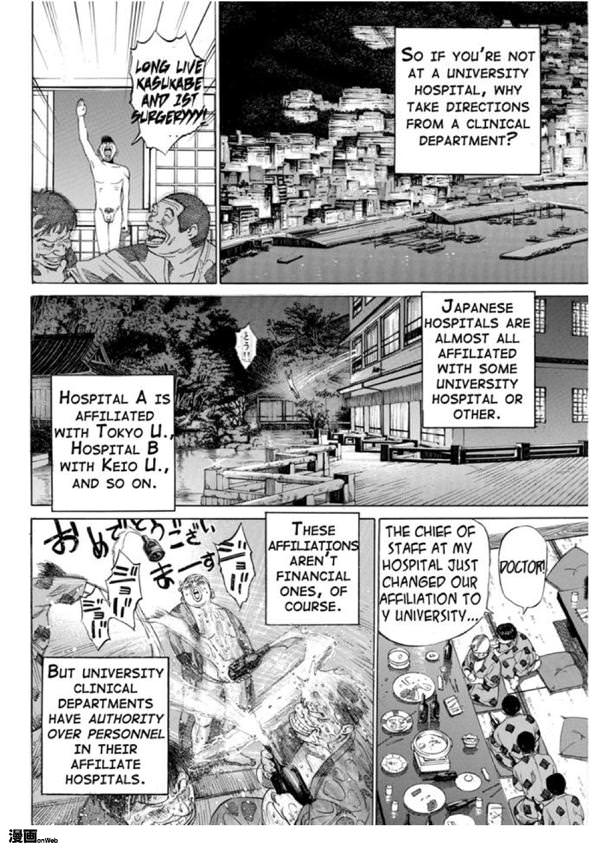 SO IF YOU'RE NOT
AT A UNIVERSITY
HOSPITAL, WHY
TAKE DIRECTIONS
FROM A CLINICAL
DEPARTMENT?
LONG LIVE
KASUKABE
AND 1ST
SURGERYYYY!
JAPANESE
HOSPITALS ARE
ALMOST ALL
AFFILIATED
WITH SOME
UNIVERSITY
HOSPITAL OR
OTHER.
とう!!
HOSPITAL A IS
AFFILIATED
WITH TOKYO U.,
HOSPITAL B
WITH KEIO U.,
AND SO ON.
DOCTOR!
THE CHIEF OF
STAFF AT MY
HOSPITAL JUST
CHANGED OUR
AFFILIATION TO
Y UNIVERSITY...
THESE
AFFILIATIONS
AREN'T
FINANCIAL
ONES, OF
COURSE.
おめでとうござい
まーす
BUT UNIVERSITY
CLINICAL
DEPARTMENTS
HAVE AUTHORITY
OVER PERSONNEL
IN THEIR
AFFILIATE
HOSPITALS.
漫画onWeb